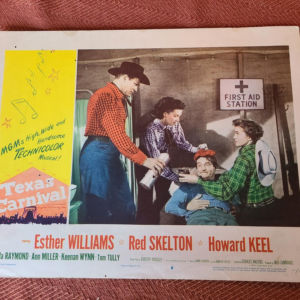 MGM's High, Wide and
Handsome
TECHNICOLOR
Musical!
Texas
Carnival
+
FIRST AID
STATION
Esther WILLIAMS ★ Red SKELTON ★ Howard KEEL
RAYMOND • Ann MILLER • Keenan WYNN • Tom TULLY